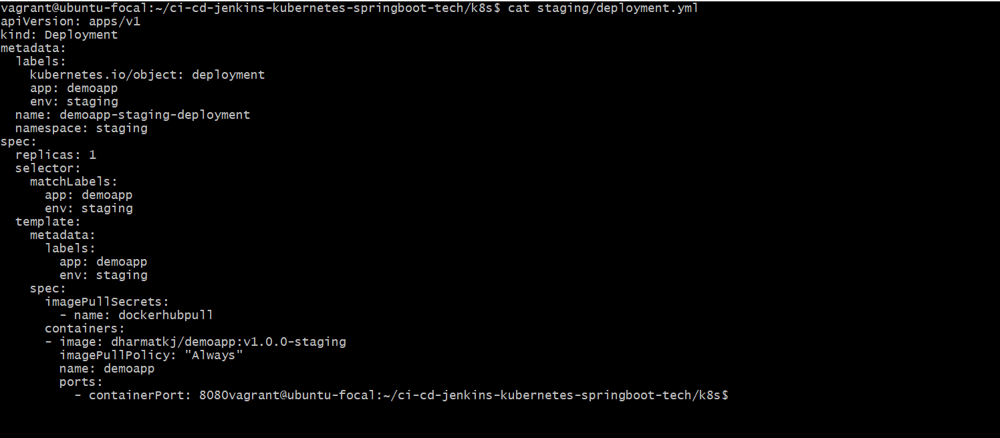 vagrant@ubuntu-focal:~/ci-cd-jenkins-kubernetes-springboot-tech/k8s$ cat staging/deployment.yml
apiVersion: apps/v1
kind: Deployment
metadata:
  labels:
    kubernetes.io/object: deployment
    app: demoapp
    env: staging
  name: demoapp-staging-deployment
  namespace: staging
spec:
  replicas: 1
  selector:
    matchLabels:
      app: demoapp
      env: staging
  template:
    metadata:
      labels:
        app: demoapp
        env: staging
    spec:
      imagePullSecrets:
        - name: dockerhubpull
      containers:
      - image: dharmatkj/demoapp:v1.0.0-staging
        imagePullPolicy: "Always"
        name: demoapp
        ports:
          - containerPort: 8080vagrant@ubuntu-focal:~/ci-cd-jenkins-kubernetes-springboot-tech/k8s$